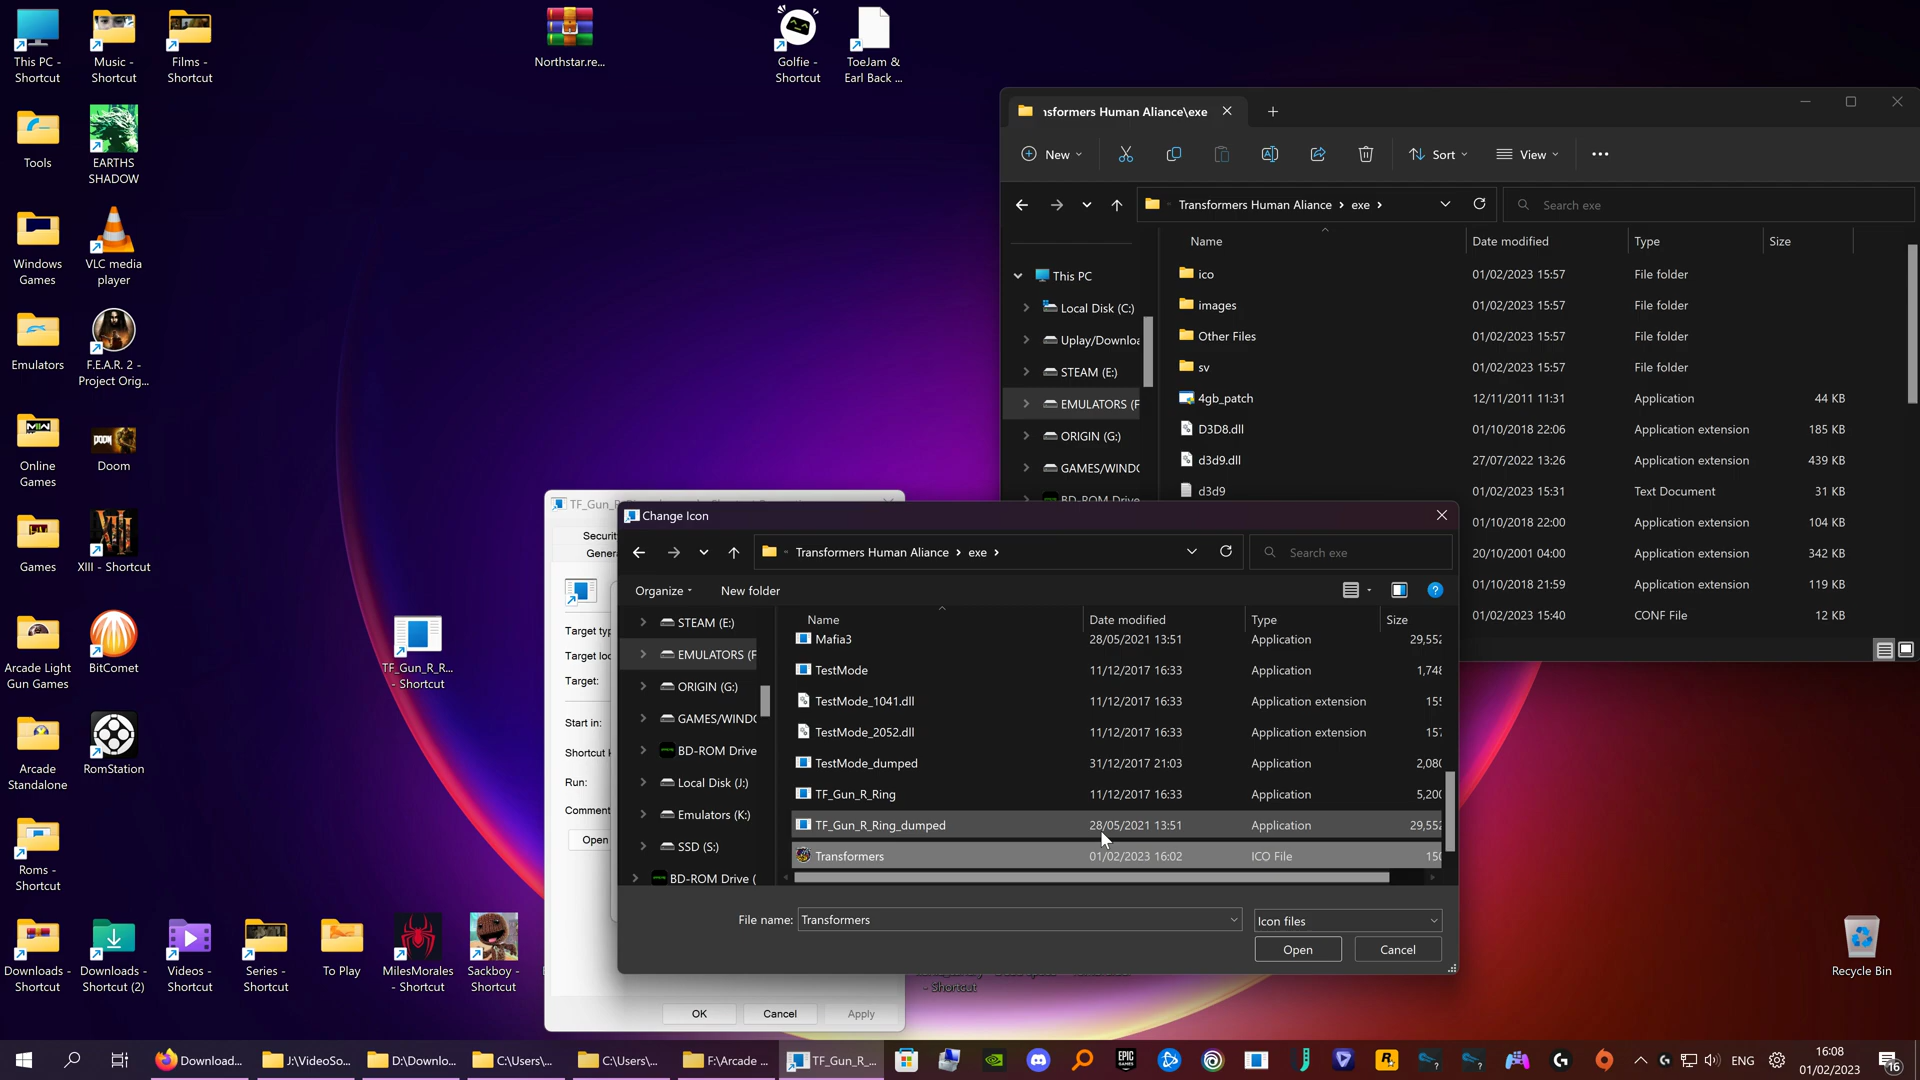 This PC -
Shortcut
Music -
Shortcut
Films -
Shortcut
Northstar.re...
Golfie -
Shortcut
ToeJam &
Earl Back ...
Tools
EARTHS
SHADOW
Windows
Games
VLC media
player
Emulators
F.E.A.R. 2 -
Project Orig...
Online
Games
Doom
Games
XIII - Shortcut
Arcade Light
Gun Games
BitComet
TF_Gun_R_R...
- Shortcut
Arcade
Standalone
RomStation
Roms -
Shortcut
Downloads -
Shortcut
Downloads -
Shortcut (2)
Videos -
Shortcut
Series -
Shortcut
To Play
MilesMorales
- Shortcut
Sackboy -
Shortcut
- Shortcut
Recycle Bin
nsformers Human Aliance\exe
New
Sort
View
Transformers Human Aliance > exe >
Search exe
Name Date modified Type Size
This PC
Local Disk (C:)
Uplay/Downloa
STEAM (E:)
EMULATORS (F
ORIGIN (G:)
GAMES/WINDO
BD-ROM Drive
ico 01/02/2023 15:57 File folder
images 01/02/2023 15:57 File folder
Other Files 01/02/2023 15:57 File folder
sv 01/02/2023 15:57 File folder
4gb_patch 12/11/2011 11:31 Application 44 KB
D3D8.dll 01/10/2018 22:06 Application extension 185 KB
d3d9.dll 27/07/2022 13:26 Application extension 439 KB
d3d9 01/02/2023 15:31 Text Document 31 KB
01/10/2018 22:00 Application extension 104 KB
20/10/2001 04:00 Application extension 342 KB
01/10/2018 21:59 Application extension 119 KB
01/02/2023 15:40 CONF File 12 KB
TF_Gun_R
Securit
Genera
Target typ
Target loc
Target:
Start in:
Shortcut k
Run:
Comment
Open
OK
Cancel
Apply
Change Icon
Transformers Human Aliance > exe >
Search exe
Organize
New folder
STEAM (E:)
EMULATORS (F
ORIGIN (G:)
GAMES/WINDO
BD-ROM Drive
Local Disk (J:)
Emulators (K:)
SSD (S:)
BD-ROM Drive (
Name Date modified Type Size
Mafia3 28/05/2021 13:51 Application 29,552
TestMode 11/12/2017 16:33 Application 1,748
TestMode_1041.dll 11/12/2017 16:33 Application extension 155
TestMode_2052.dll 11/12/2017 16:33 Application extension 157
TestMode_dumped 31/12/2017 21:03 Application 2,080
TF_Gun_R_Ring 11/12/2017 16:33 Application 5,200
TF_Gun_R_Ring_dumped 28/05/2021 13:51 Application 29,552
Transformers 01/02/2023 16:02 ICO File 150
File name: Transformers
Icon files
Open
Cancel
Download...
J:\VideoSo...
D:\Downlo...
C:\Users\...
C:\Users\...
F:\Arcade ...
TF_Gun_R_...
ENG
16:08
01/02/2023
16